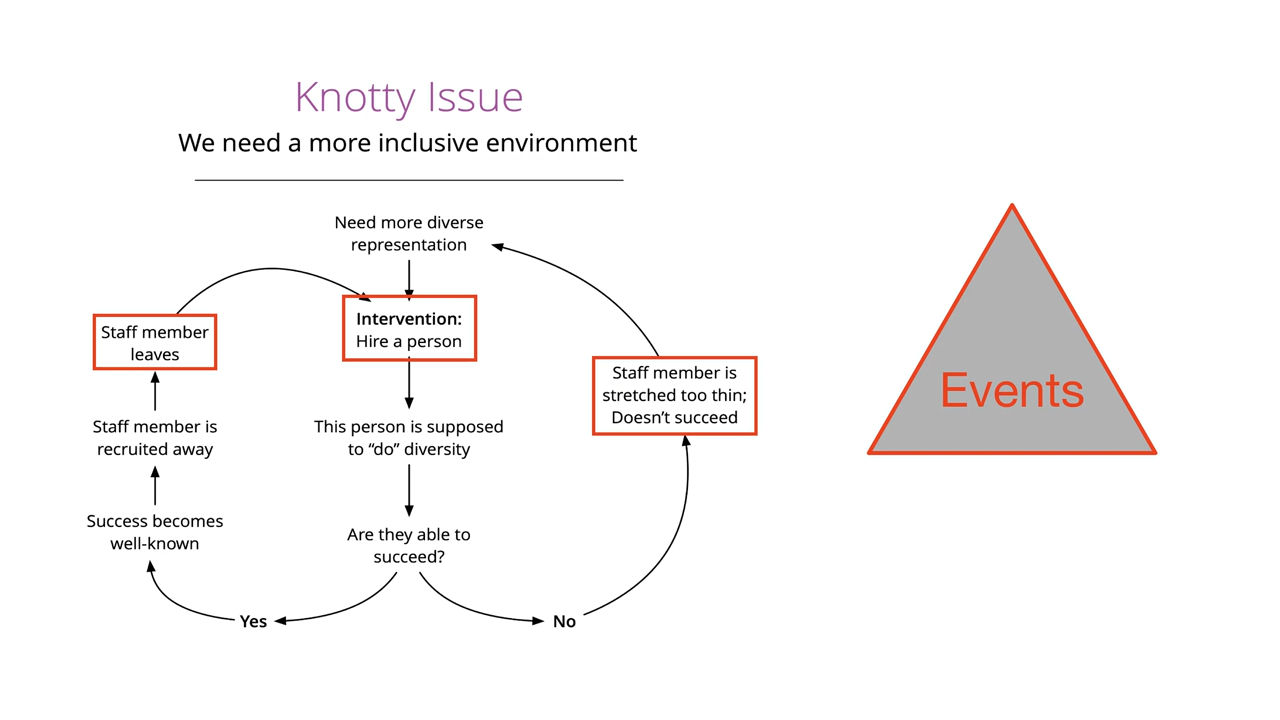 Knotty Issue
We need a more inclusive environment
Need more diverse
representation
Intervention:
Hire a person
This person is supposed
to “do” diversity
Are they able to
succeed?
Yes
Success becomes
well-known
Staff member is
recruited away
Staff member
leaves
No
Staff member is
stretched too thin;
Doesn’t succeed
Events